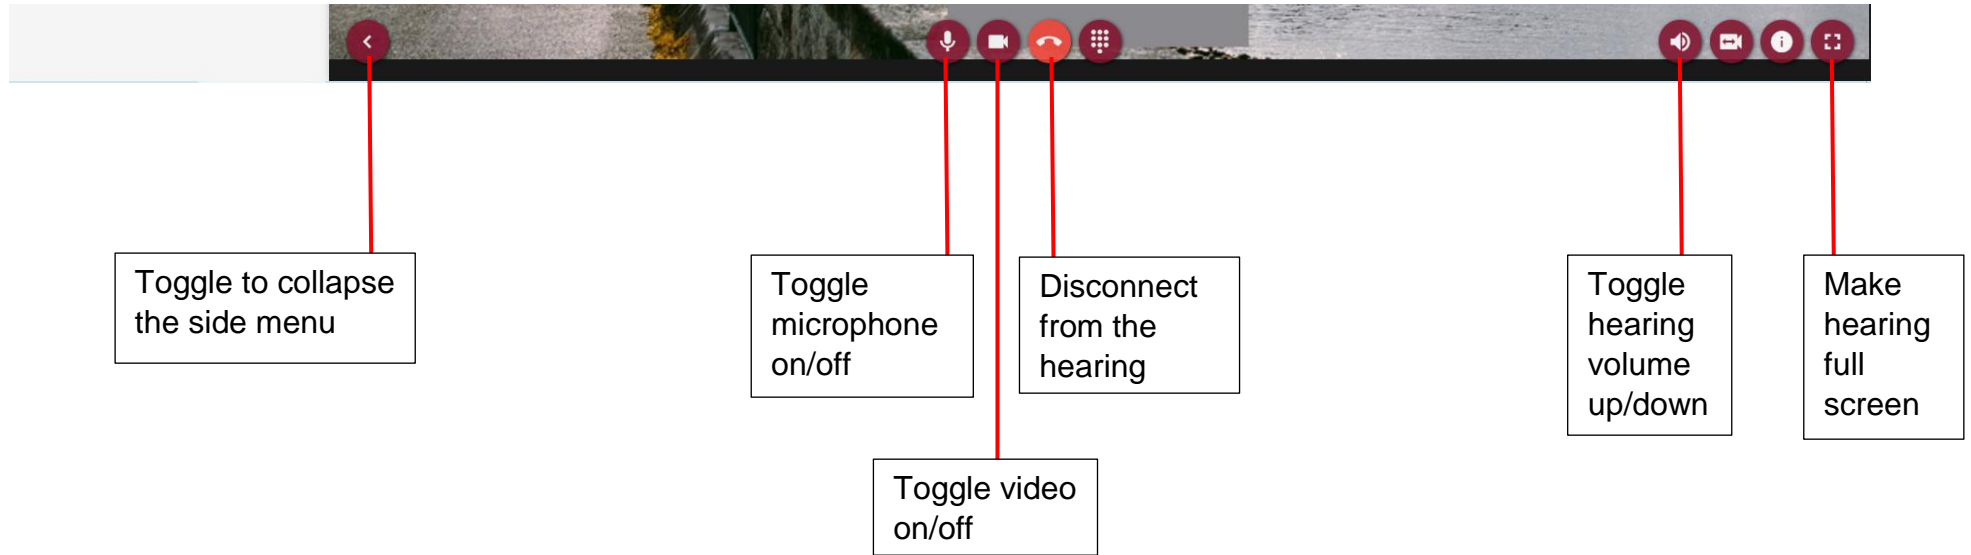 Toggle to collapse
the side menu
Toggle
microphone
on/off
Disconnect
from the
hearing
Toggle
hearing
volume
up/down
Make
hearing
full
screen
Toggle video
on/off